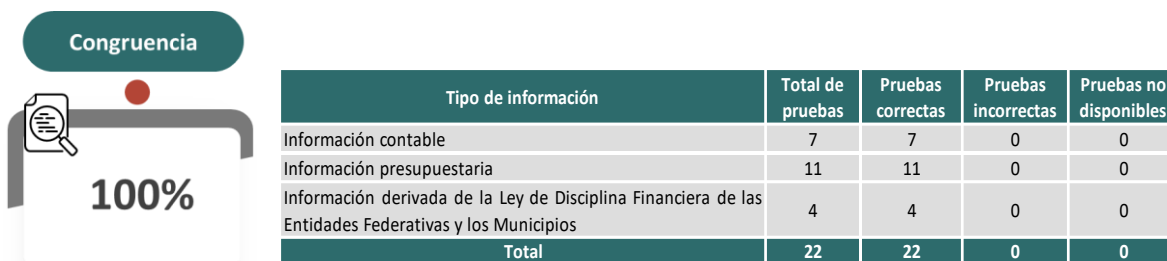 Congruencia
100%
Tipo de información Total de pruebas Pruebas correctas Pruebas incorrectas Pruebas no disponibles
Información contable 7 7 0 0
Información presupuestaria 11 11 0 0
Información derivada de la Ley de Disciplina Financiera de las
Entidades Federativas y los Municipios 4 4 0 0
Total 22 22 0 0